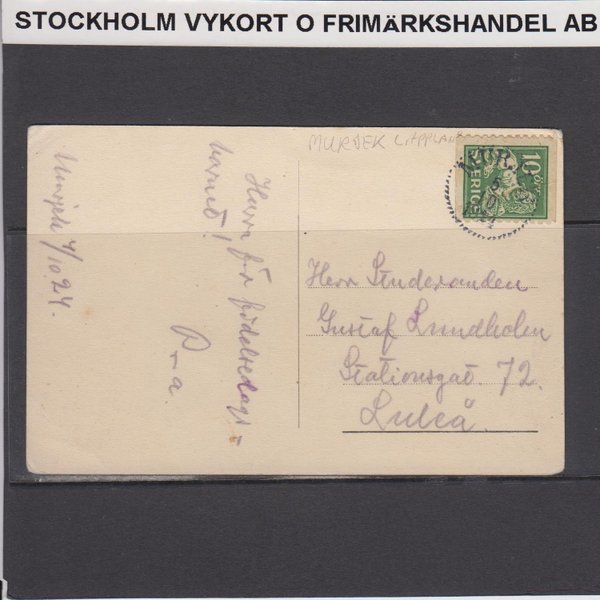 STOCKHOLM VYKORT O FRIMÄRKSHANDEL AB
MURJEK LAPPLAND
10 ÖRE
SVERIGE
Murjek 4/10 24.
Hurra för födelsedags-
barnet!
P-a
Herr Studeranden
Gustaf Lundholm
Stationsgat 72.
Luleå